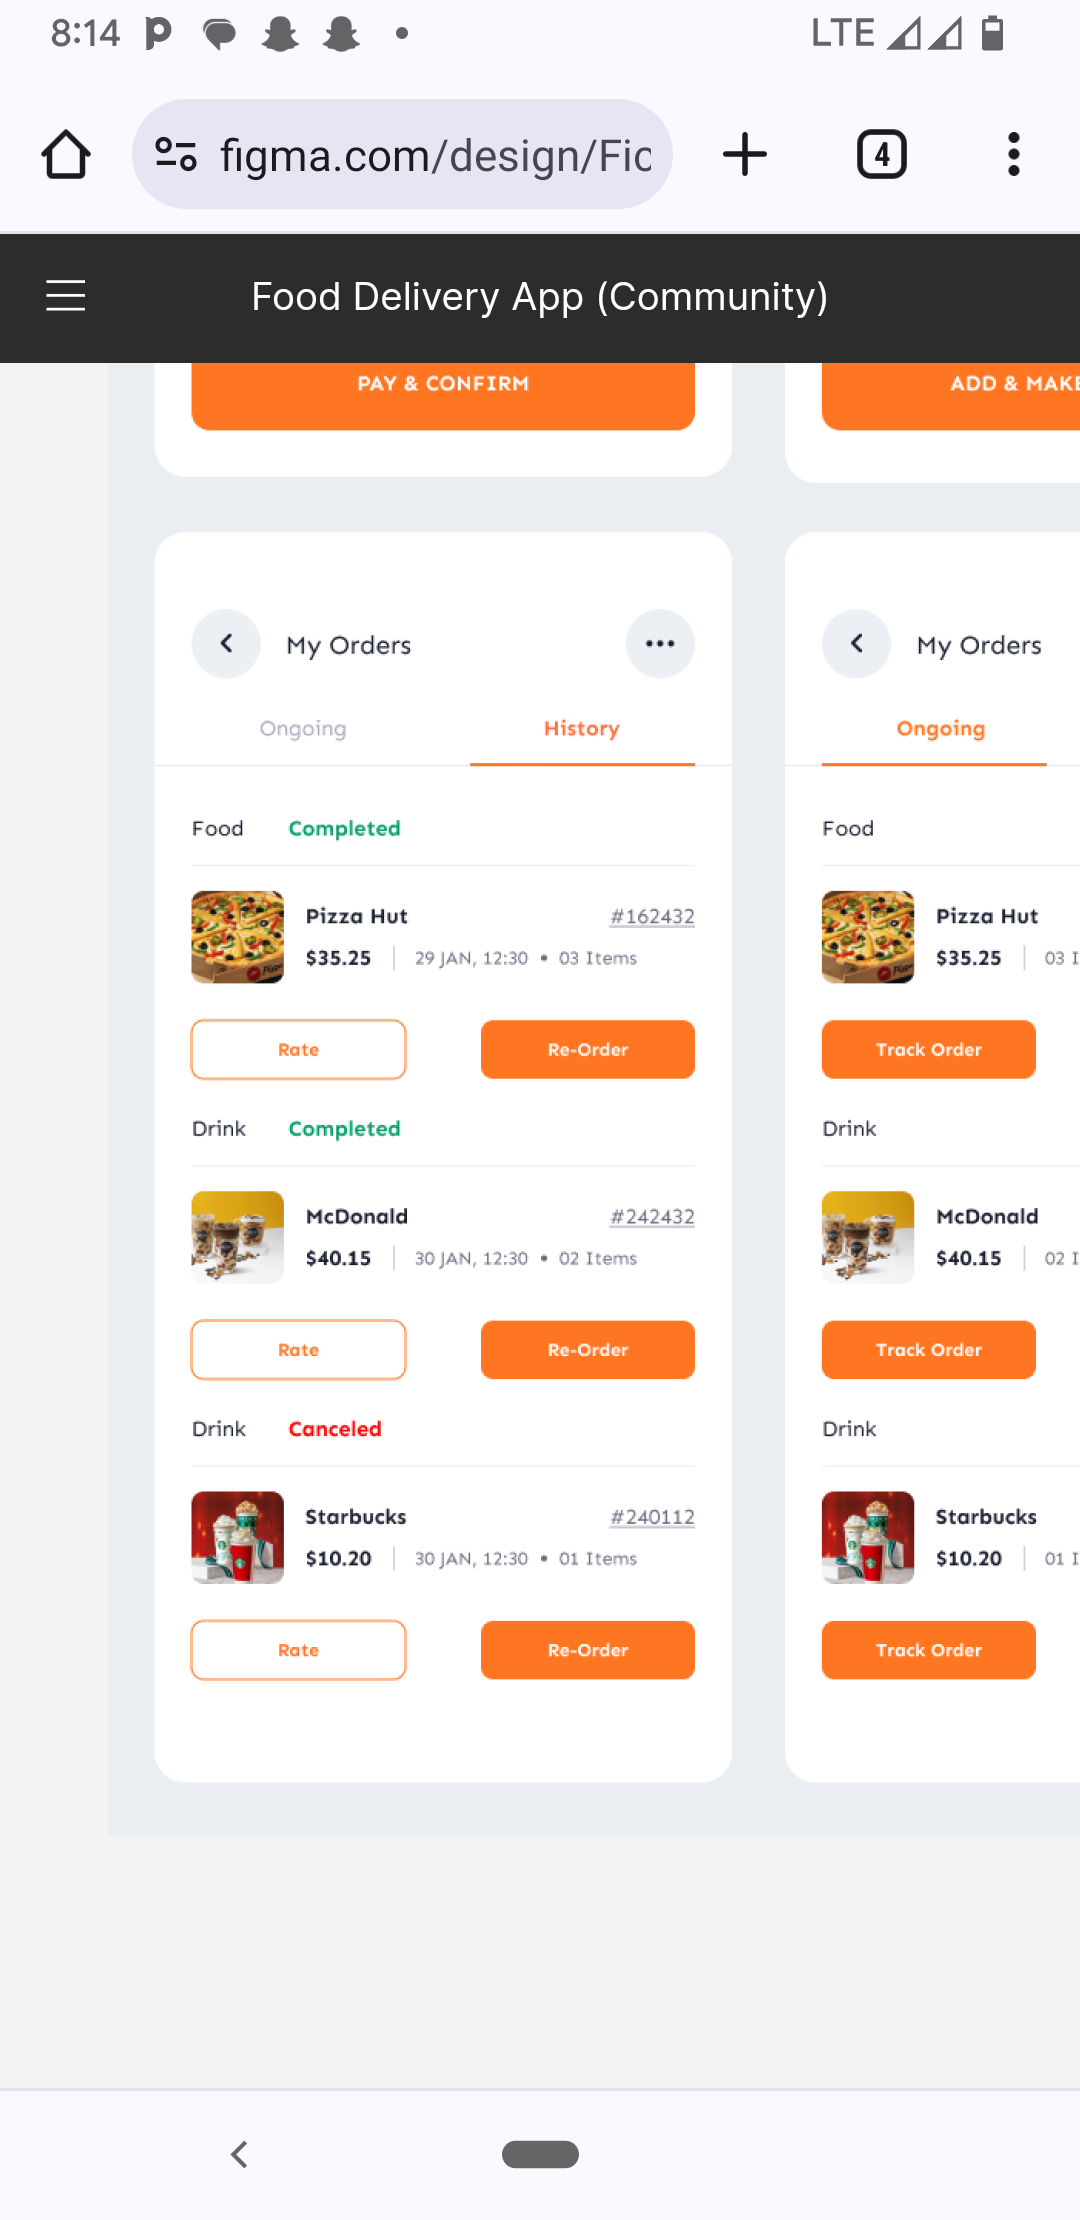 8:14
LTE
figma.com/design/Fic
4
Food Delivery App (Community)
PAY & CONFIRM
ADD & MAKE
My Orders
Ongoing History
Food Completed
Pizza Hut #162432
$35.25 29 JAN, 12:30 • 03 Items
Rate Re-Order
Drink Completed
McDonald #242432
$40.15 30 JAN, 12:30 • 02 Items
Rate Re-Order
Drink Canceled
Starbucks #240112
$10.20 30 JAN, 12:30 • 01 Items
Rate Re-Order
My Orders
Ongoing
Food
Pizza Hut
$35.25 03 I
Track Order
Drink
McDonald
$40.15 02 I
Track Order
Drink
Starbucks
$10.20 01 I
Track Order